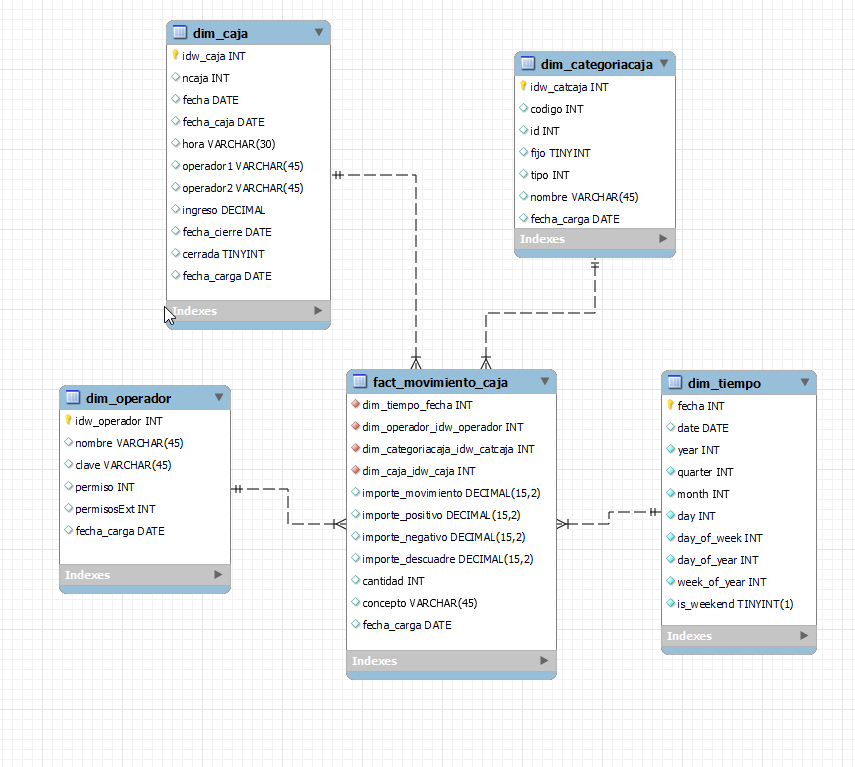 dim_caja
idw_caja INT
ncaja INT
fecha DATE
fecha_caja DATE
hora VARCHAR(30)
operador1 VARCHAR(45)
operador2 VARCHAR(45)
ingreso DECIMAL
fecha_cierre DATE
cerrada TINYINT
fecha_carga DATE
Indexes
dim_categoriacaja
idw_catcaja INT
codigo INT
id INT
fijo TINYINT
tipo INT
nombre VARCHAR(45)
fecha_carga DATE
Indexes
dim_operador
idw_operador INT
nombre VARCHAR(45)
clave VARCHAR(45)
permiso INT
permisosExt INT
fecha_carga DATE
Indexes
fact_movimiento_caja
dim_tiempo_fecha INT
dim_operador_idw_operador INT
dim_categoriacaja_idw_catcaja INT
dim_caja_idw_caja INT
importe_movimiento DECIMAL(15,2)
importe_positivo DECIMAL(15,2)
importe_negativo DECIMAL(15,2)
importe_descuadre DECIMAL(15,2)
cantidad INT
concepto VARCHAR(45)
fecha_carga DATE
Indexes
dim_tiempo
fecha INT
date DATE
year INT
quarter INT
month INT
day INT
day_of_week INT
day_of_year INT
week_of_year INT
is_weekend TINYINT(1)
Indexes